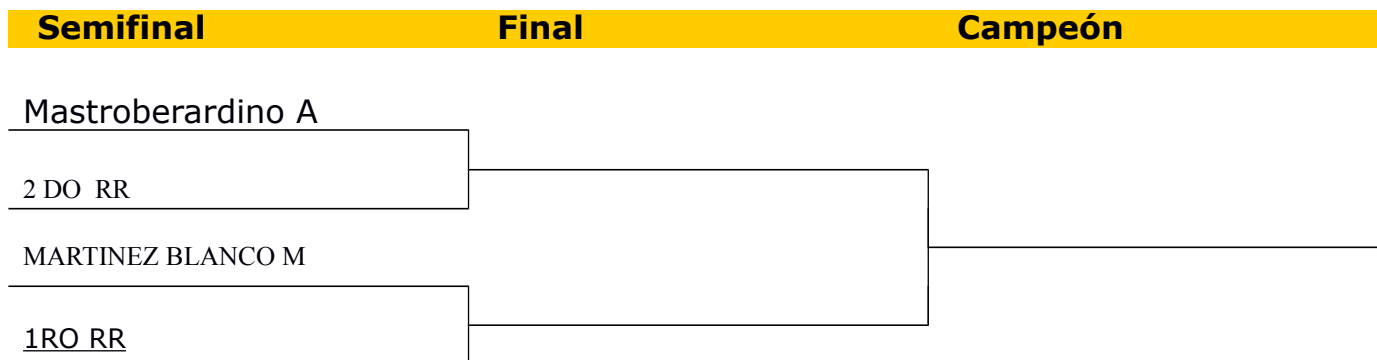 Semifinal Final Campeón
Mastroberardino A
2 DO RR
MARTINEZ BLANCO M
1RO RR